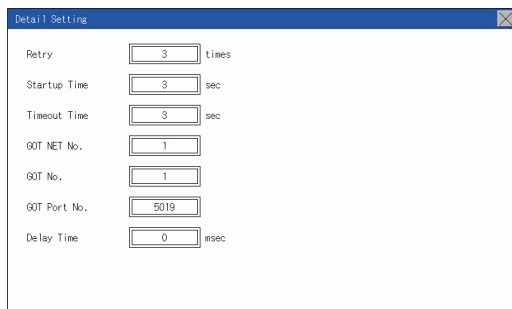 Detail Setting
Retry 3 times
Startup Time 3 sec
Timeout Time 3 sec
GOT NET No. 1
GOT No. 1
GOT Port No. 5019
Delay Time 0 msec